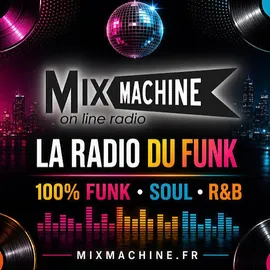 MIX MACHINE
on line radio
LA RADIO DU FUNK
100% FUNK • SOUL • R&B
MIXMACHINE.FR